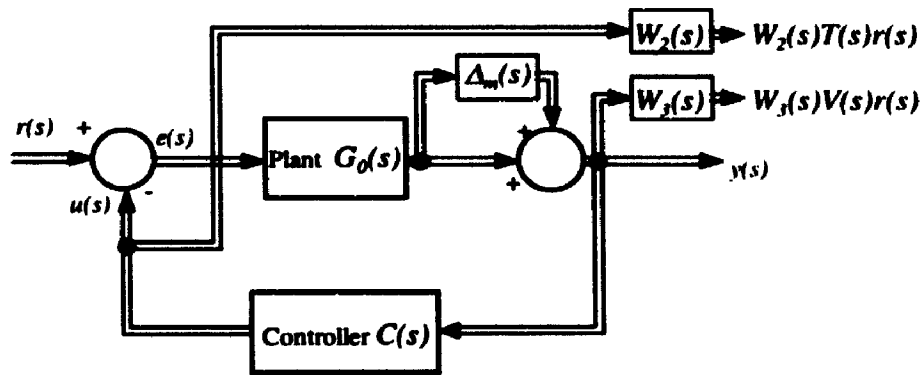 W₂(s) W₂(s)T(s)r(s)
Δₘ(s)
W₃(s) W₃(s)V(s)r(s)
r(s) + e(s)
Plant G₀(s)
+
+
y(s)
u(s) -
Controller C(s)